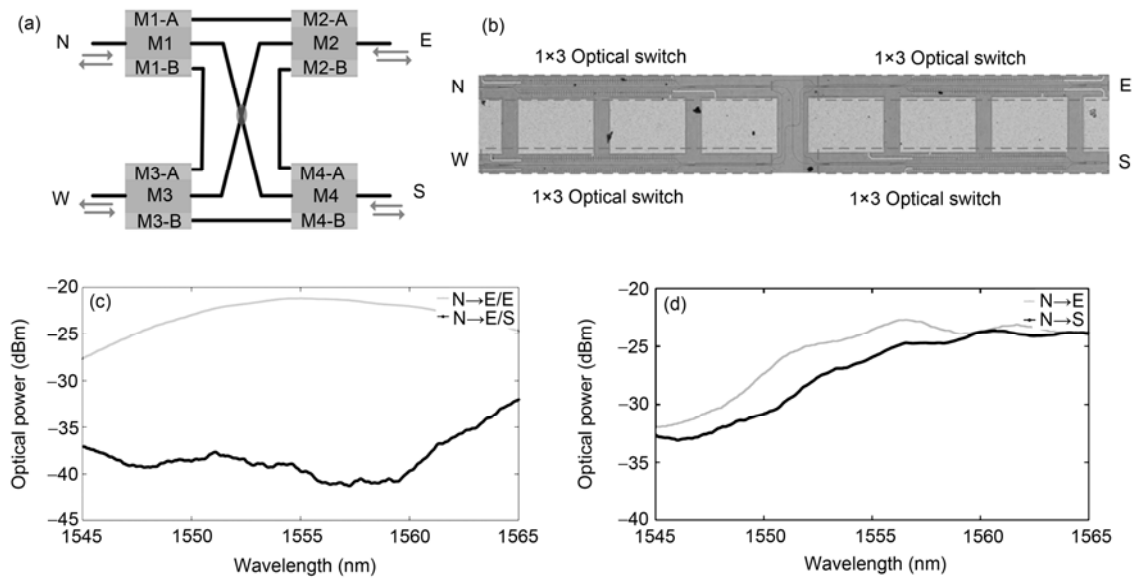 (a)
M1-A
M2-A
N
M1
M2
E
M1-B
M2-B
M3-A
M4-A
W
M3
M4
S
M3-B
M4-B
(b)
1×3 Optical switch
1×3 Optical switch
N
E
W
S
1×3 Optical switch
1×3 Optical switch
(c)
N→E/E
N→E/S
Optical power (dBm)
−20
−25
−30
−35
−40
−45
1545
1550
1555
1560
1565
Wavelength (nm)
(d)
N→E
N→S
Optical power (dBm)
−20
−25
−30
−35
−40
1545
1550
1555
1560
1565
Wavelength (nm)